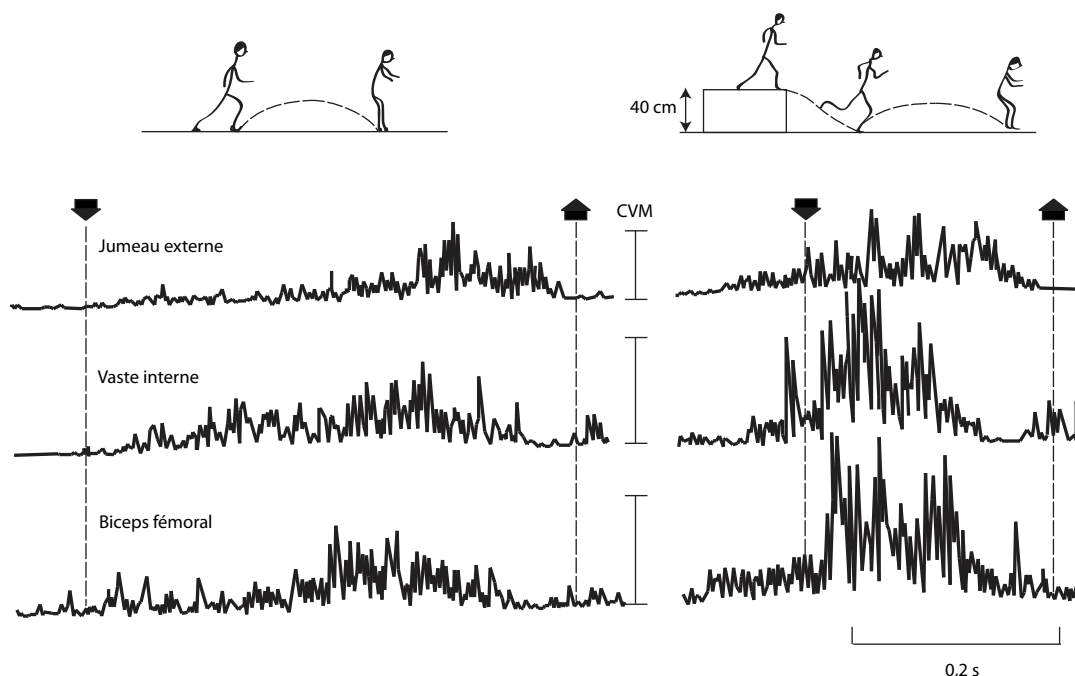 40 cm
CVM
Jumeau externe
Vaste interne
Biceps fémoral
0,2 s